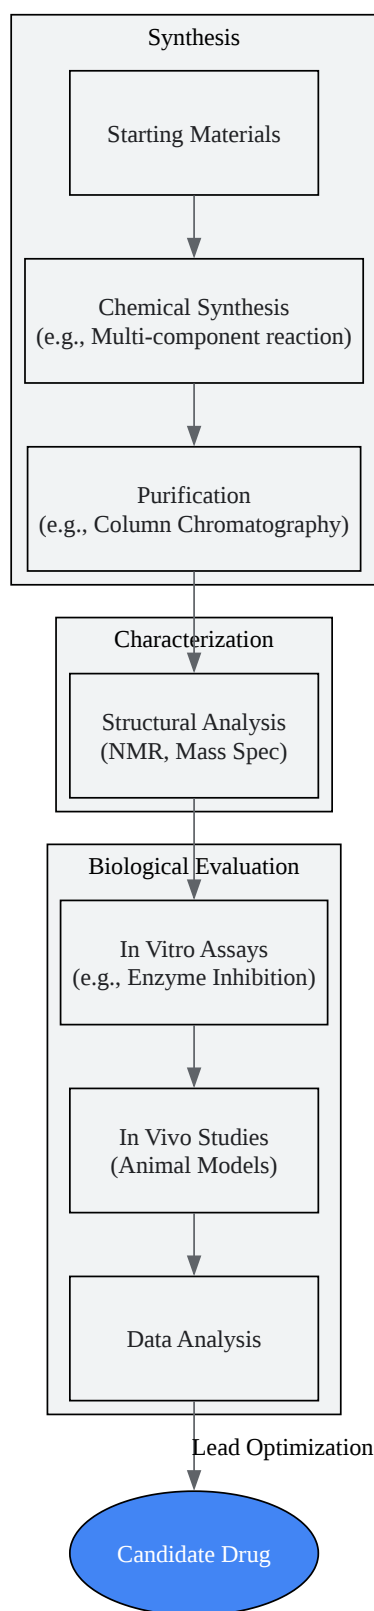 Synthesis
Starting Materials
Chemical Synthesis
(e.g., Multi-component reaction)
Purification
(e.g., Column Chromatography)
Characterization
Structural Analysis
(NMR, Mass Spec)
Biological Evaluation
In Vitro Assays
(e.g., Enzyme Inhibition)
In Vivo Studies
(Animal Models)
Data Analysis
Lead Optimization
Candidate Drug